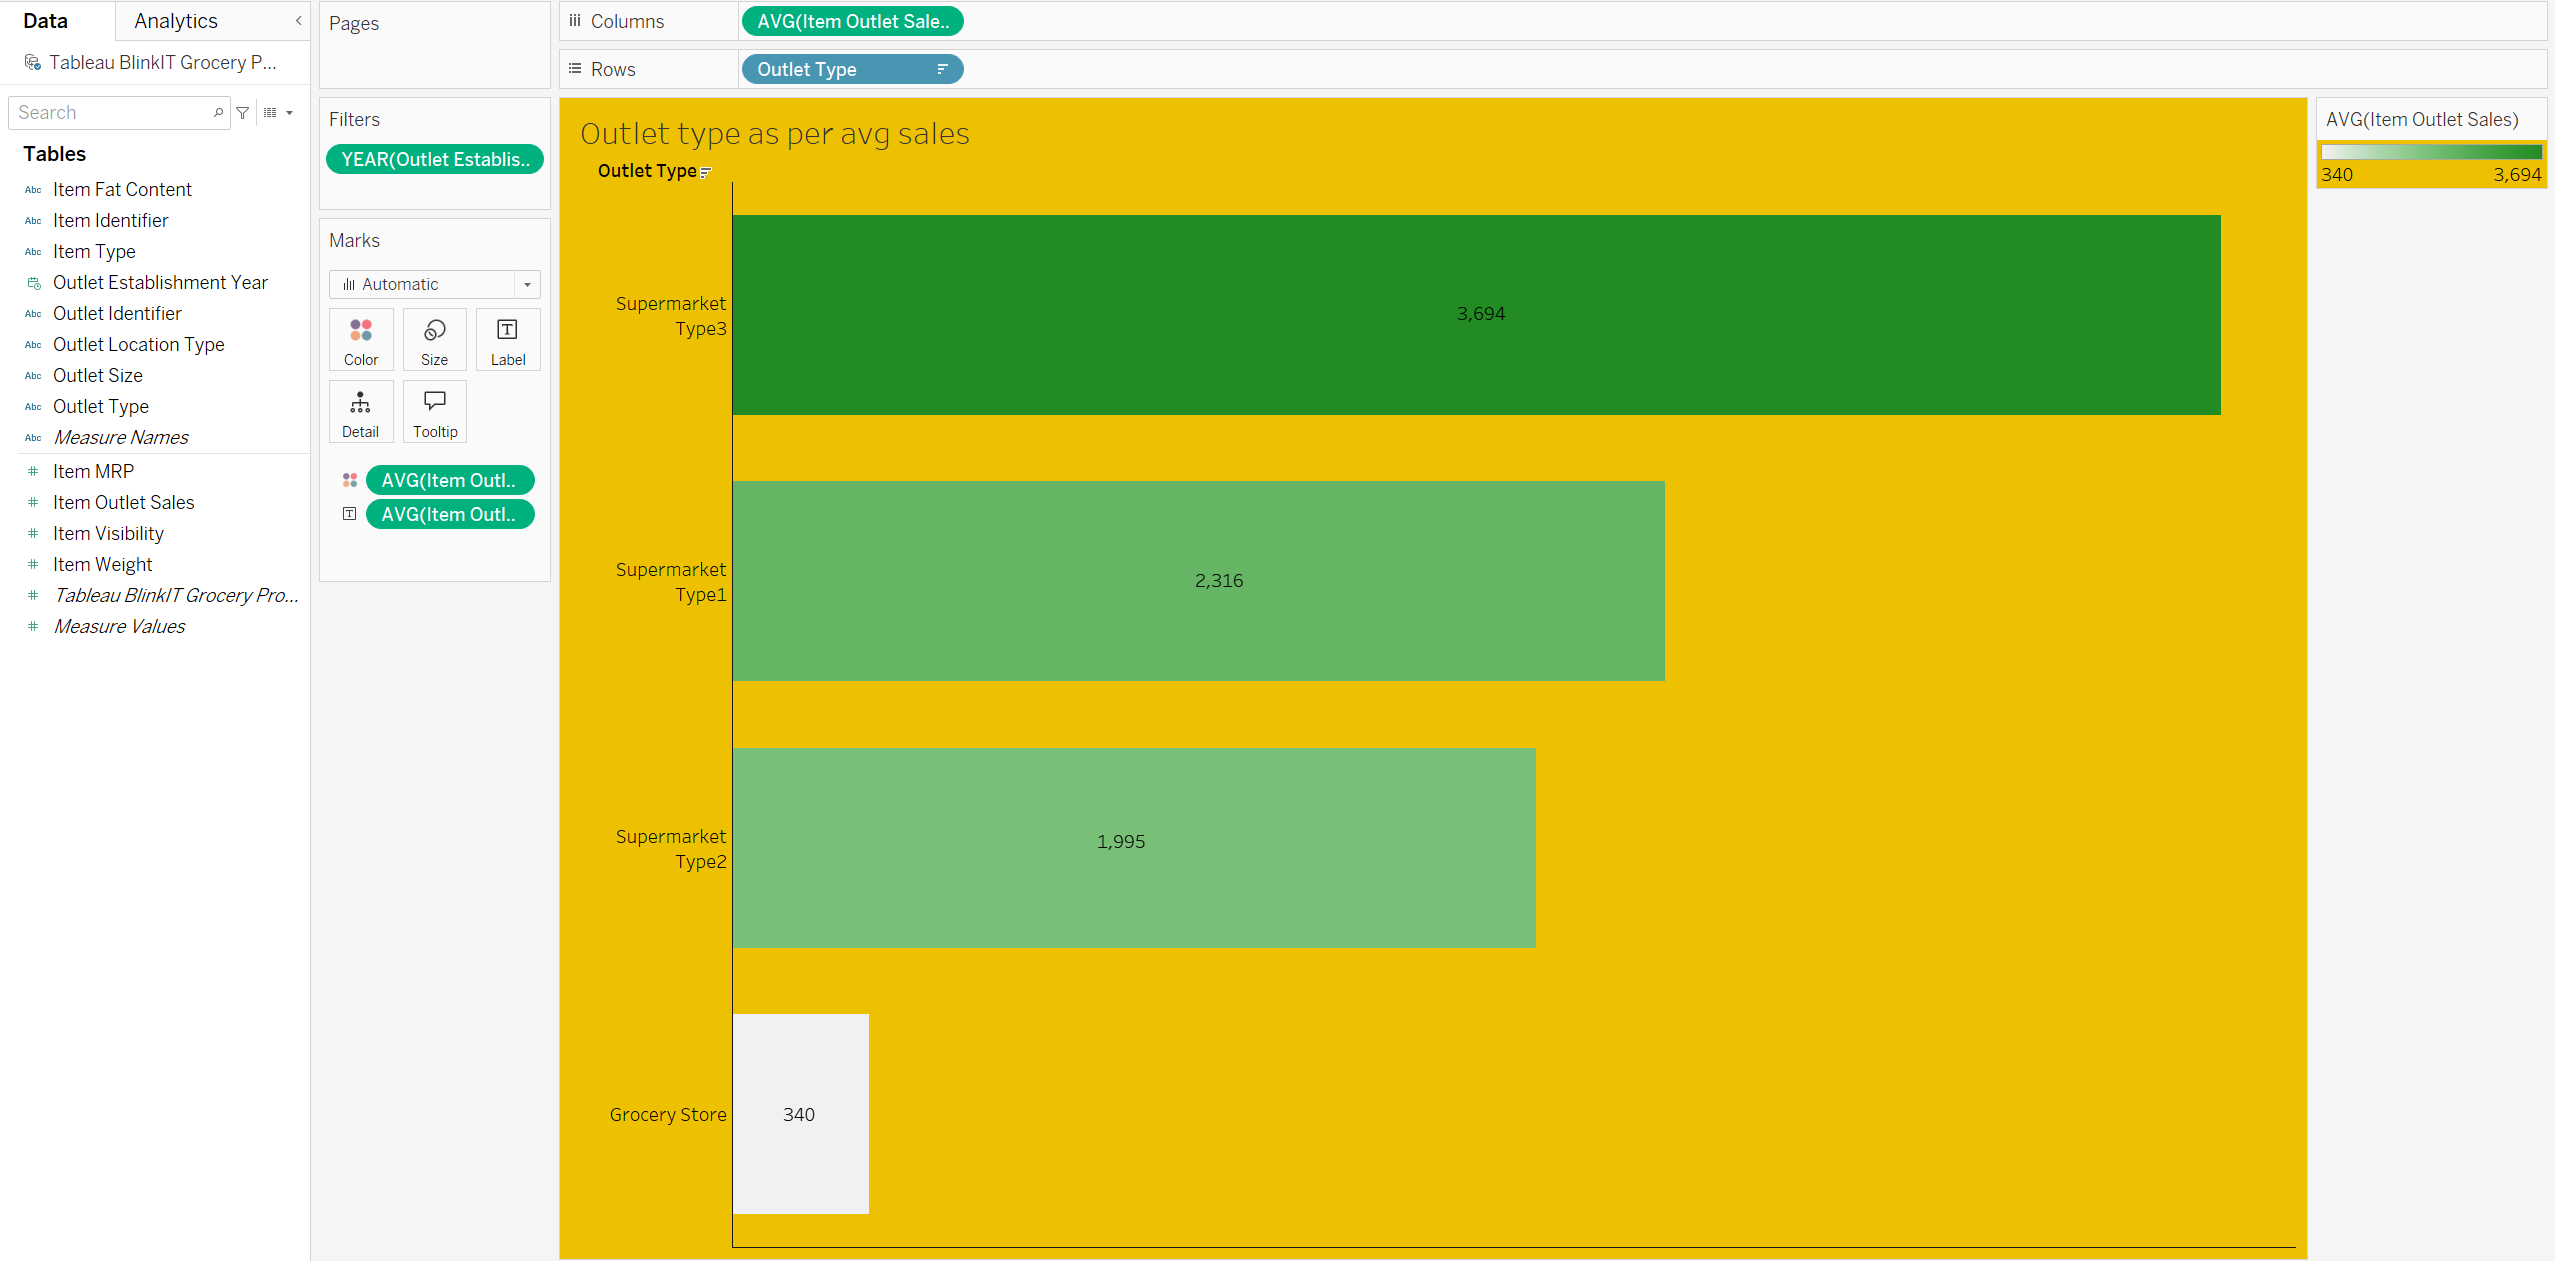 Data
Analytics
Tableau BlinkIT Grocery P...
Search
Tables
Abc Item Fat Content
Abc Item Identifier
Abc Item Type
Outlet Establishment Year
Abc Outlet Identifier
Abc Outlet Location Type
Abc Outlet Size
Abc Outlet Type
Abc Measure Names
# Item MRP
# Item Outlet Sales
# Item Visibility
# Item Weight
# Tableau BlinkIT Grocery Pro...
# Measure Values
Pages
Filters
YEAR(Outlet Establis..
Marks
Automatic
Color
Size
Label
Detail
Tooltip
AVG(Item Outl..
AVG(Item Outl..
Columns
AVG(Item Outlet Sale..
Rows
Outlet Type
Outlet type as per avg sales
Outlet Type
Supermarket
Type3
3,694
Supermarket
Type1
2,316
Supermarket
Type2
1,995
Grocery Store
340
AVG(Item Outlet Sales)
340 3,694